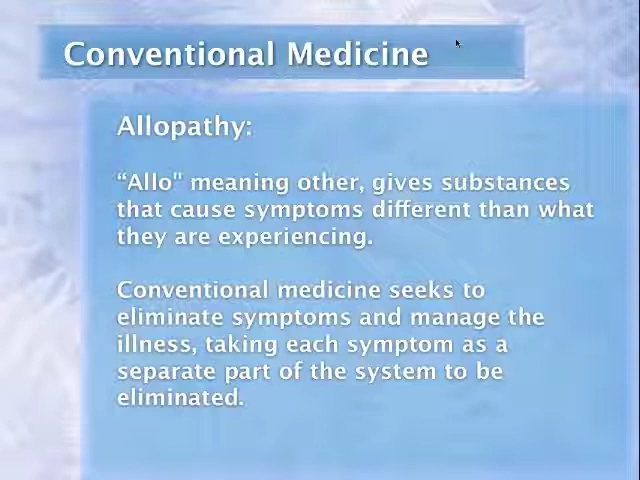 Conventional Medicine
Allopathy:
“Allo" meaning other, gives substances
that cause symptoms different than what
they are experiencing.
Conventional medicine seeks to
eliminate symptoms and manage the
illness, taking each symptom as a
separate part of the system to be
eliminated.